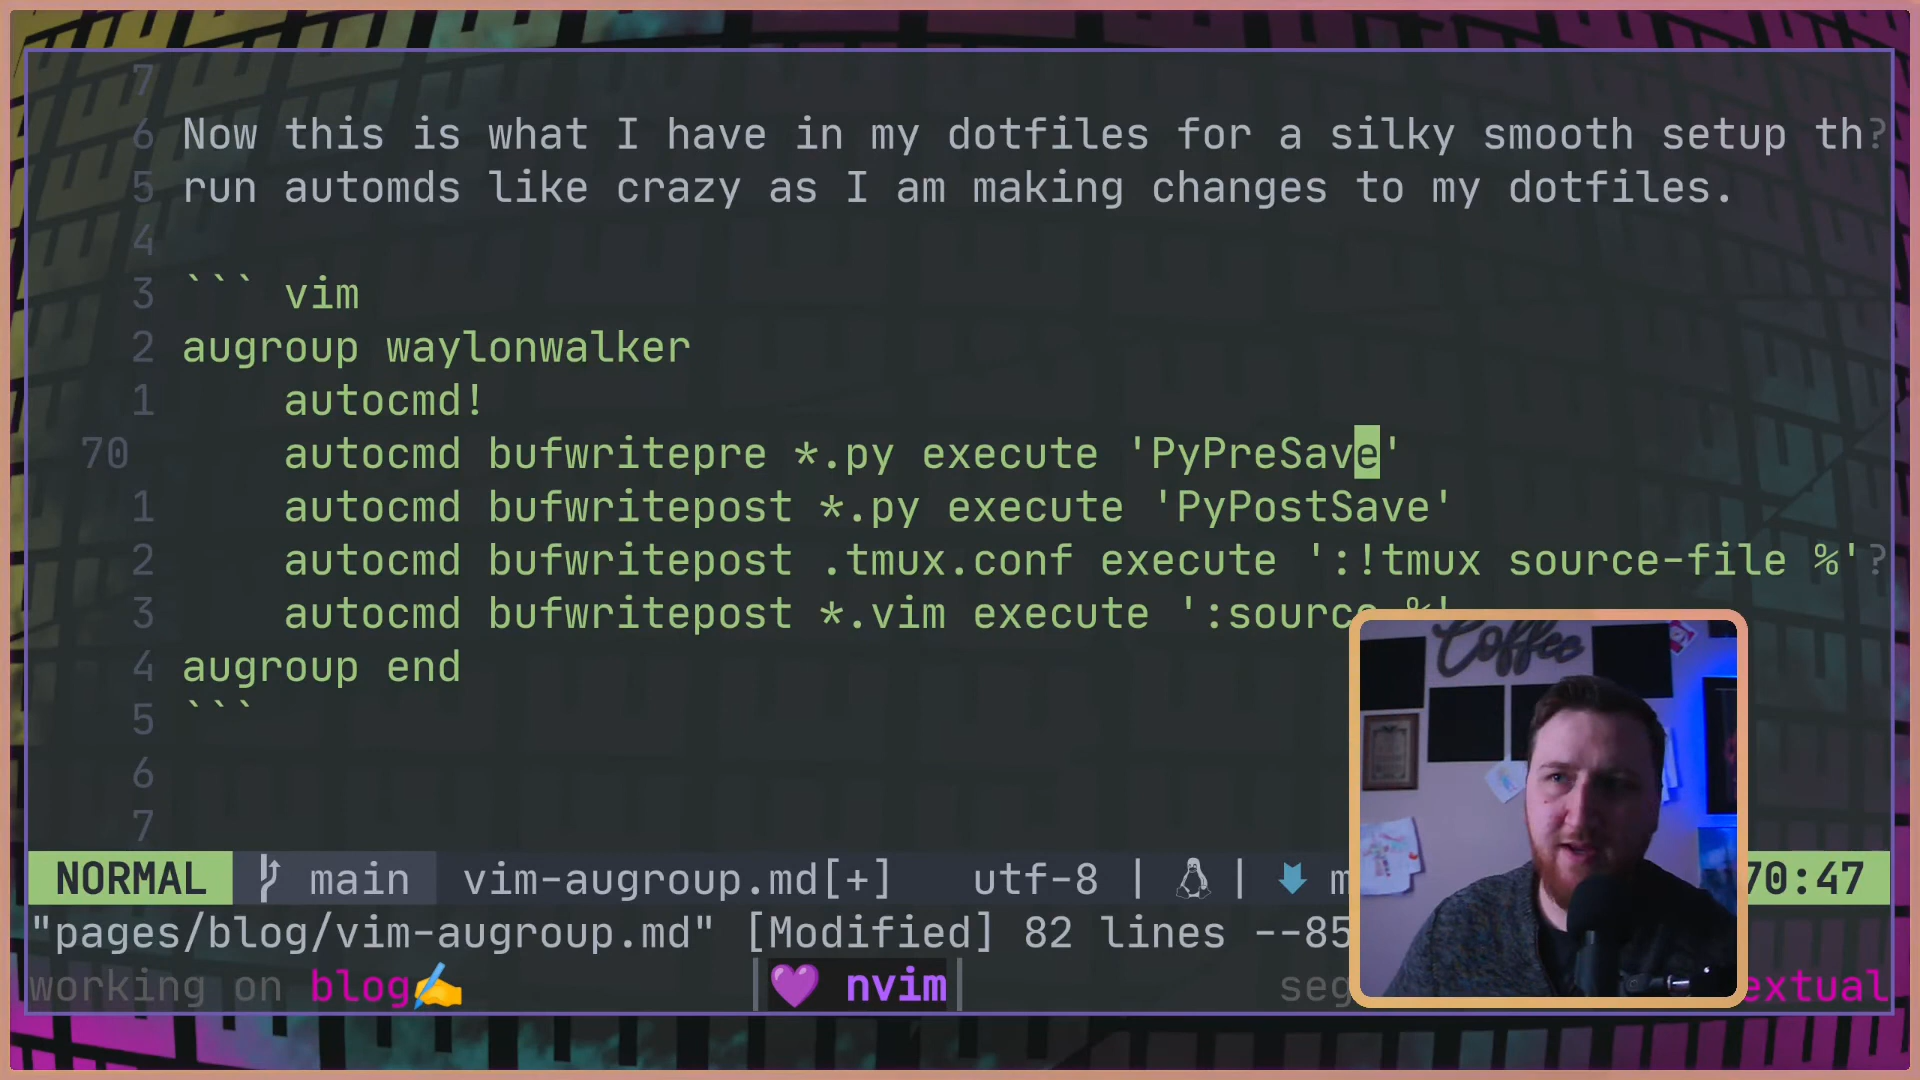 7
6 Now this is what I have in my dotfiles for a silky smooth setup th?
5 run automds like crazy as I am making changes to my dotfiles.
4
3 ``` vim
2 augroup waylonwalker
1     autocmd!
70     autocmd bufwritepre *.py execute 'PyPreSave'
1     autocmd bufwritepost *.py execute 'PyPostSave'
2     autocmd bufwritepost .tmux.conf execute ':!tmux source-file %'?
3     autocmd bufwritepost *.vim execute ':source %'
4 augroup end
5 ```
6
7
Coffee
NORMAL main vim-augroup.md[+] utf-8 | | m 70:47
"pages/blog/vim-augroup.md" [Modified] 82 lines --85
working on blog✍️ |💜 nvim| seg extual